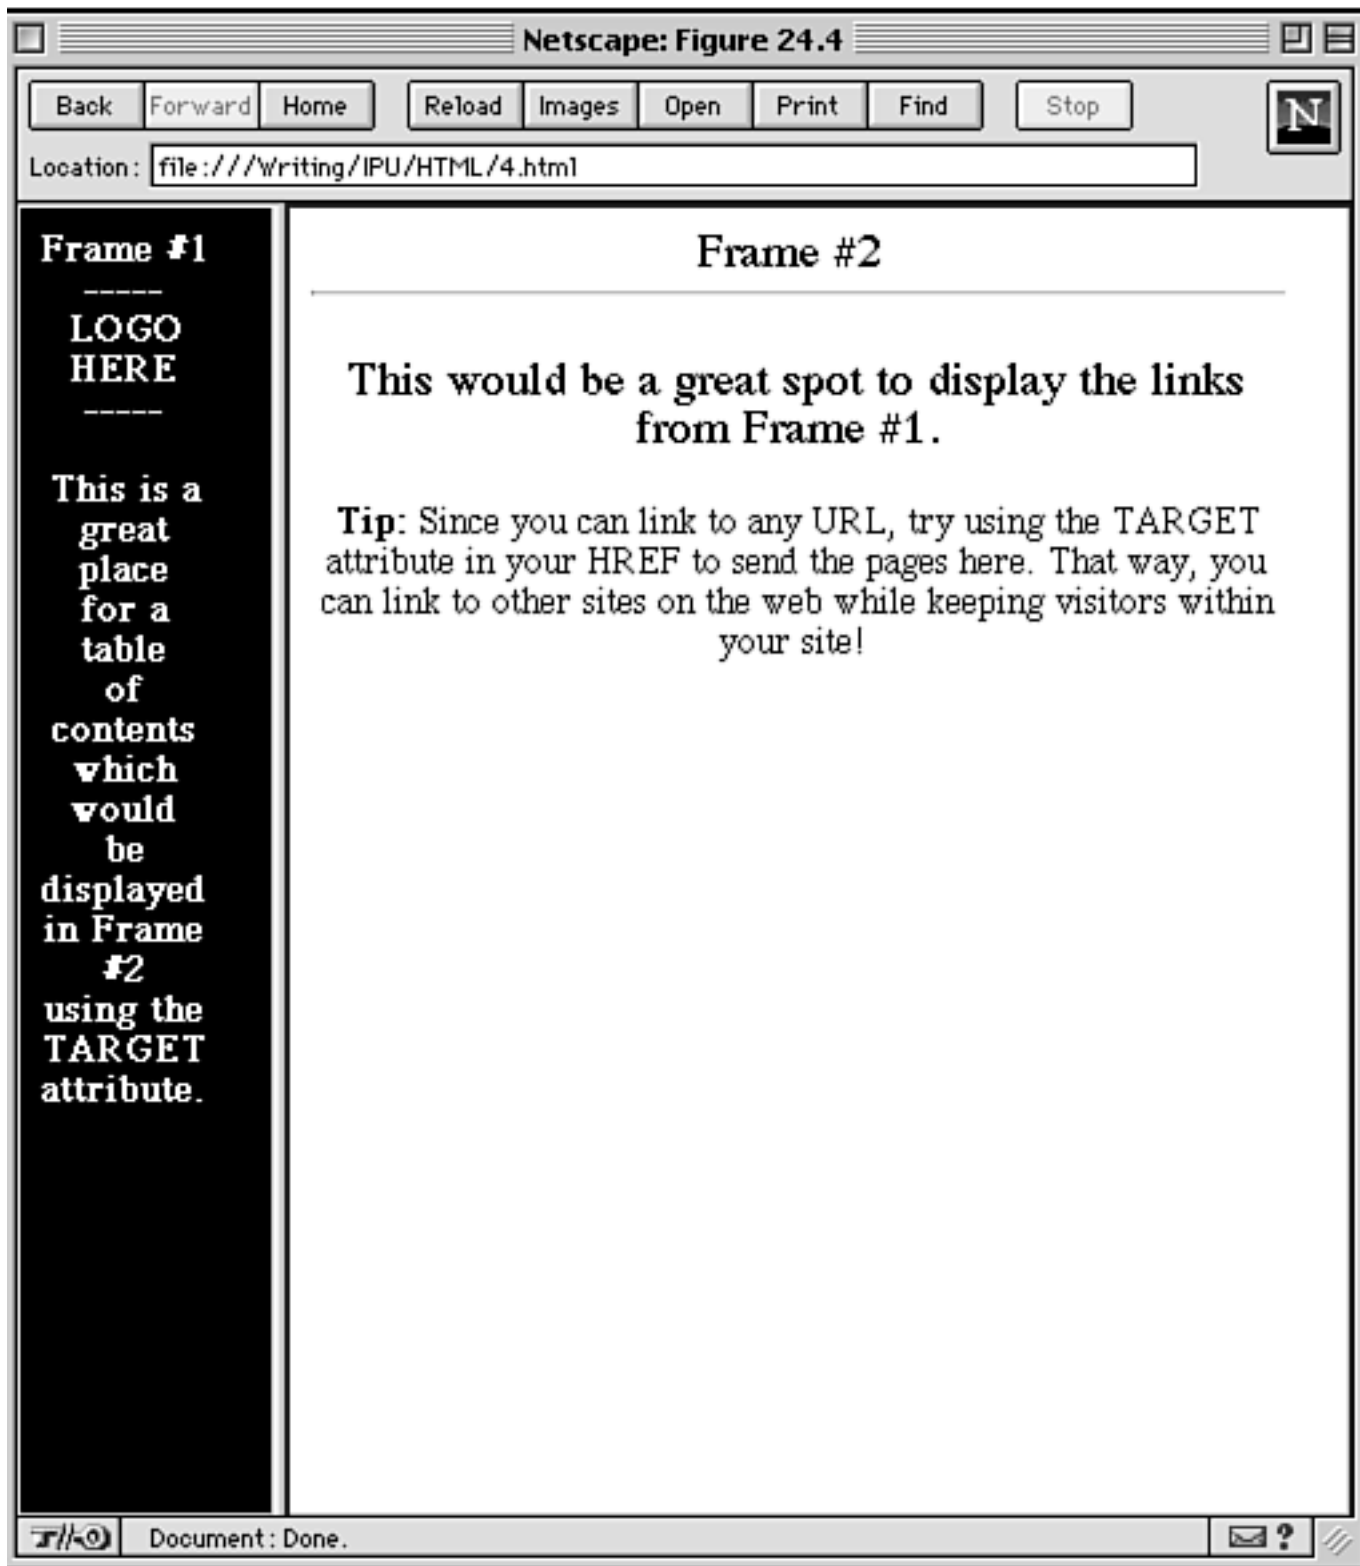 Netscape: Figure 24.4
Back Forward Home Reload Images Open Print Find Stop
N
Location: file:///Writing/IPU/HTML/4.html
Frame #1
-----
LOGO
HERE
-----
This is a
great
place
for a
table
of
contents
which
would
be
displayed
in Frame
#2
using the
TARGET
attribute.
Frame #2
This would be a great spot to display the links
from Frame #1.
Tip: Since you can link to any URL, try using the TARGET
attribute in your HREF to send the pages here. That way, you
can link to other sites on the web while keeping visitors within
your site!
Document: Done.
?